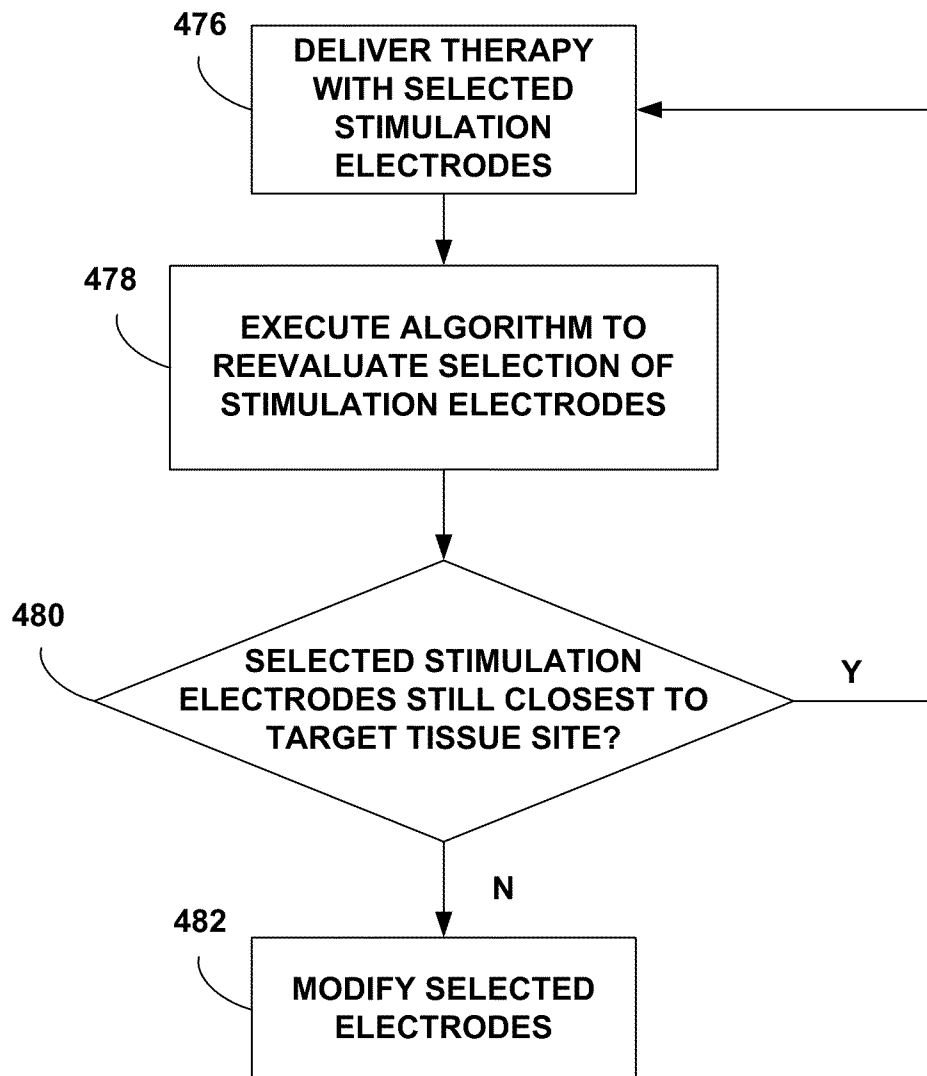 476
DELIVER THERAPY
WITH SELECTED
STIMULATION
ELECTRODES
478
EXECUTE ALGORITHM TO
REEVALUATE SELECTION OF
STIMULATION ELECTRODES
480
SELECTED STIMULATION
ELECTRODES STILL CLOSEST TO
TARGET TISSUE SITE?
Y
N
482
MODIFY SELECTED
ELECTRODES